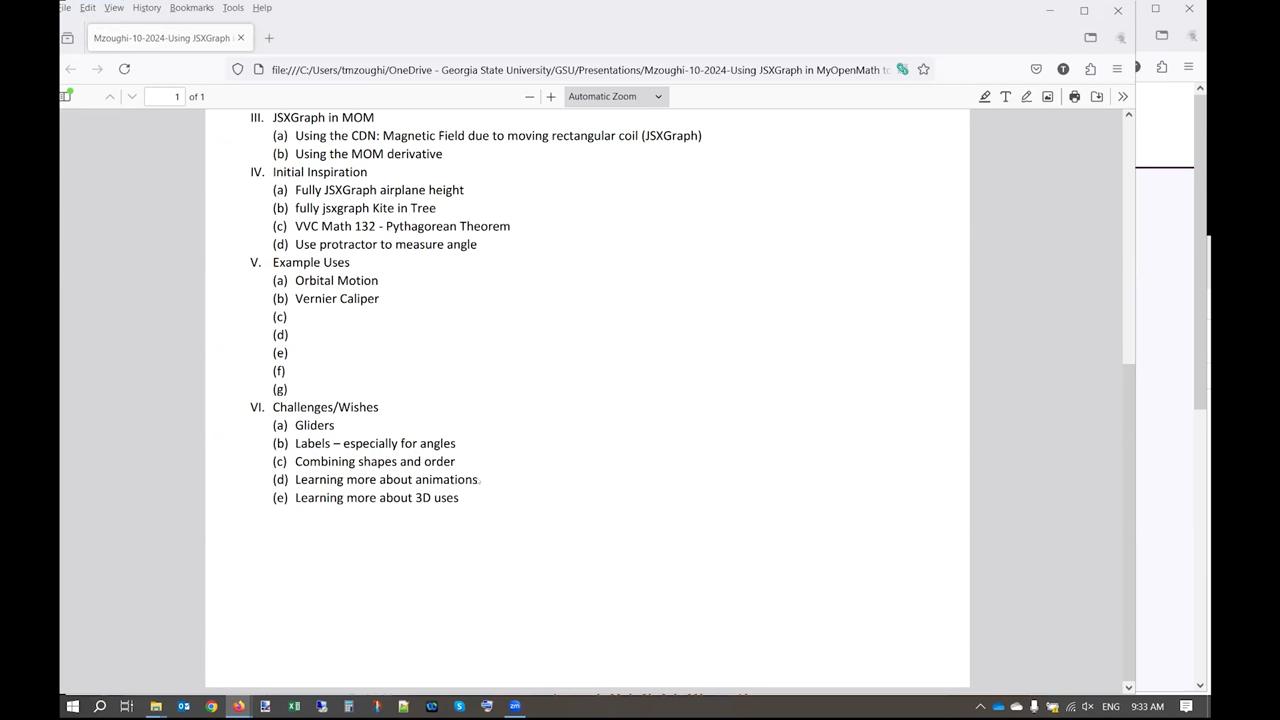 ile Edit View History Bookmarks Tools Help
Mzoughi-10-2024-Using JSXGraph
file:///C:/Users/tmzoughi/OneDrive - Georgia State University/GSU/Presentations/Mzoughi-10-2024-Using JSXGraph in MyOpenMath to
1 of 1 Automatic Zoom
III. JSXGraph in MOM
(a) Using the CDN: Magnetic Field due to moving rectangular coil (JSXGraph)
(b) Using the MOM derivative
IV. Initial Inspiration
(a) Fully JSXGraph airplane height
(b) fully jsxgraph Kite in Tree
(c) VVC Math 132 - Pythagorean Theorem
(d) Use protractor to measure angle
V. Example Uses
(a) Orbital Motion
(b) Vernier Caliper
(c)
(d)
(e)
(f)
(g)
VI. Challenges/Wishes
(a) Gliders
(b) Labels – especially for angles
(c) Combining shapes and order
(d) Learning more about animations
(e) Learning more about 3D uses
ENG 9:33 AM